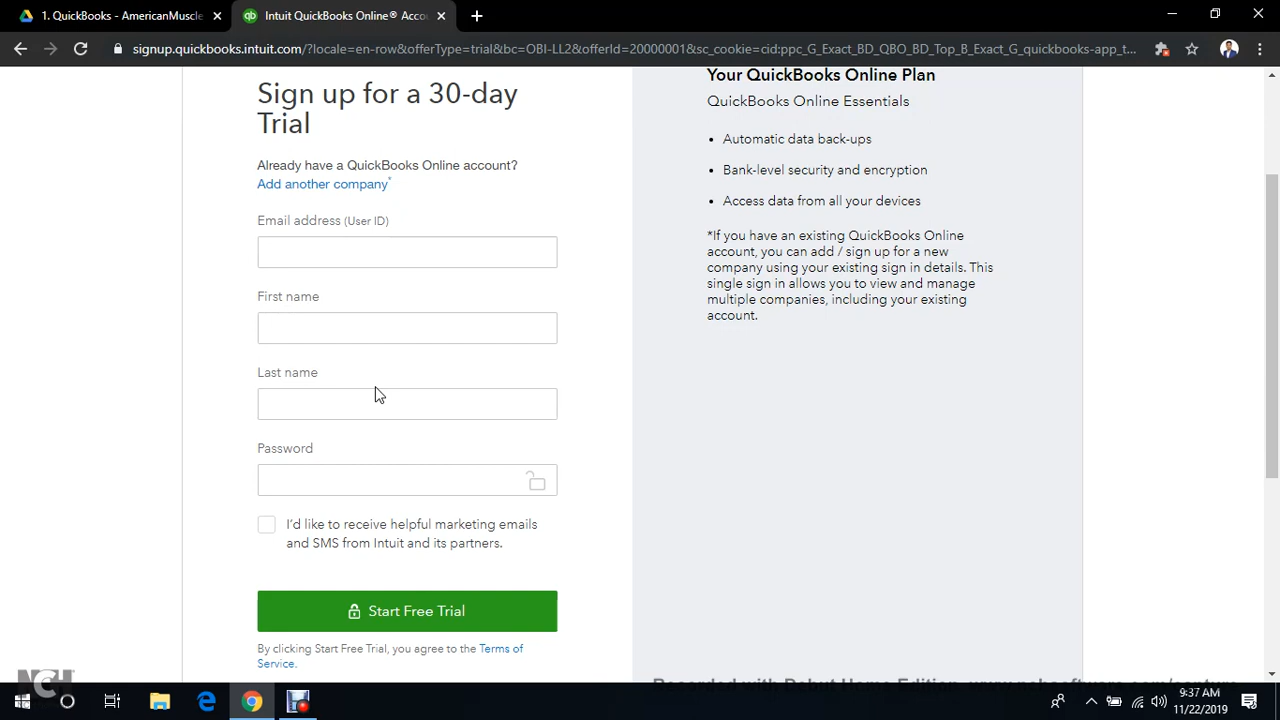 1. QuickBooks - AmericanMuscle
Intuit QuickBooks Online® Acco
signup.quickbooks.intuit.com/?locale=en-row&offerType=trial&bc=OBI-LL2&offerId=20000001&sc_cookie=cid:ppc_G_Exact_BD_QBO_BD_Top_B_Exact_G_quickbooks-app_t...
Sign up for a 30-day
Trial
Already have a QuickBooks Online account?
Add another company*
Email address (User ID)
First name
Last name
Password
I'd like to receive helpful marketing emails
and SMS from Intuit and its partners.
Start Free Trial
By clicking Start Free Trial, you agree to the Terms of
Service.
Your QuickBooks Online Plan
QuickBooks Online Essentials
• Automatic data back-ups
• Bank-level security and encryption
• Access data from all your devices
*If you have an existing QuickBooks Online
account, you can add / sign up for a new
company using your existing sign in details. This
single sign in allows you to view and manage
multiple companies, including your existing
account.
NCH
Recorded with Debut Home Edition
9:37 AM
11/22/2019